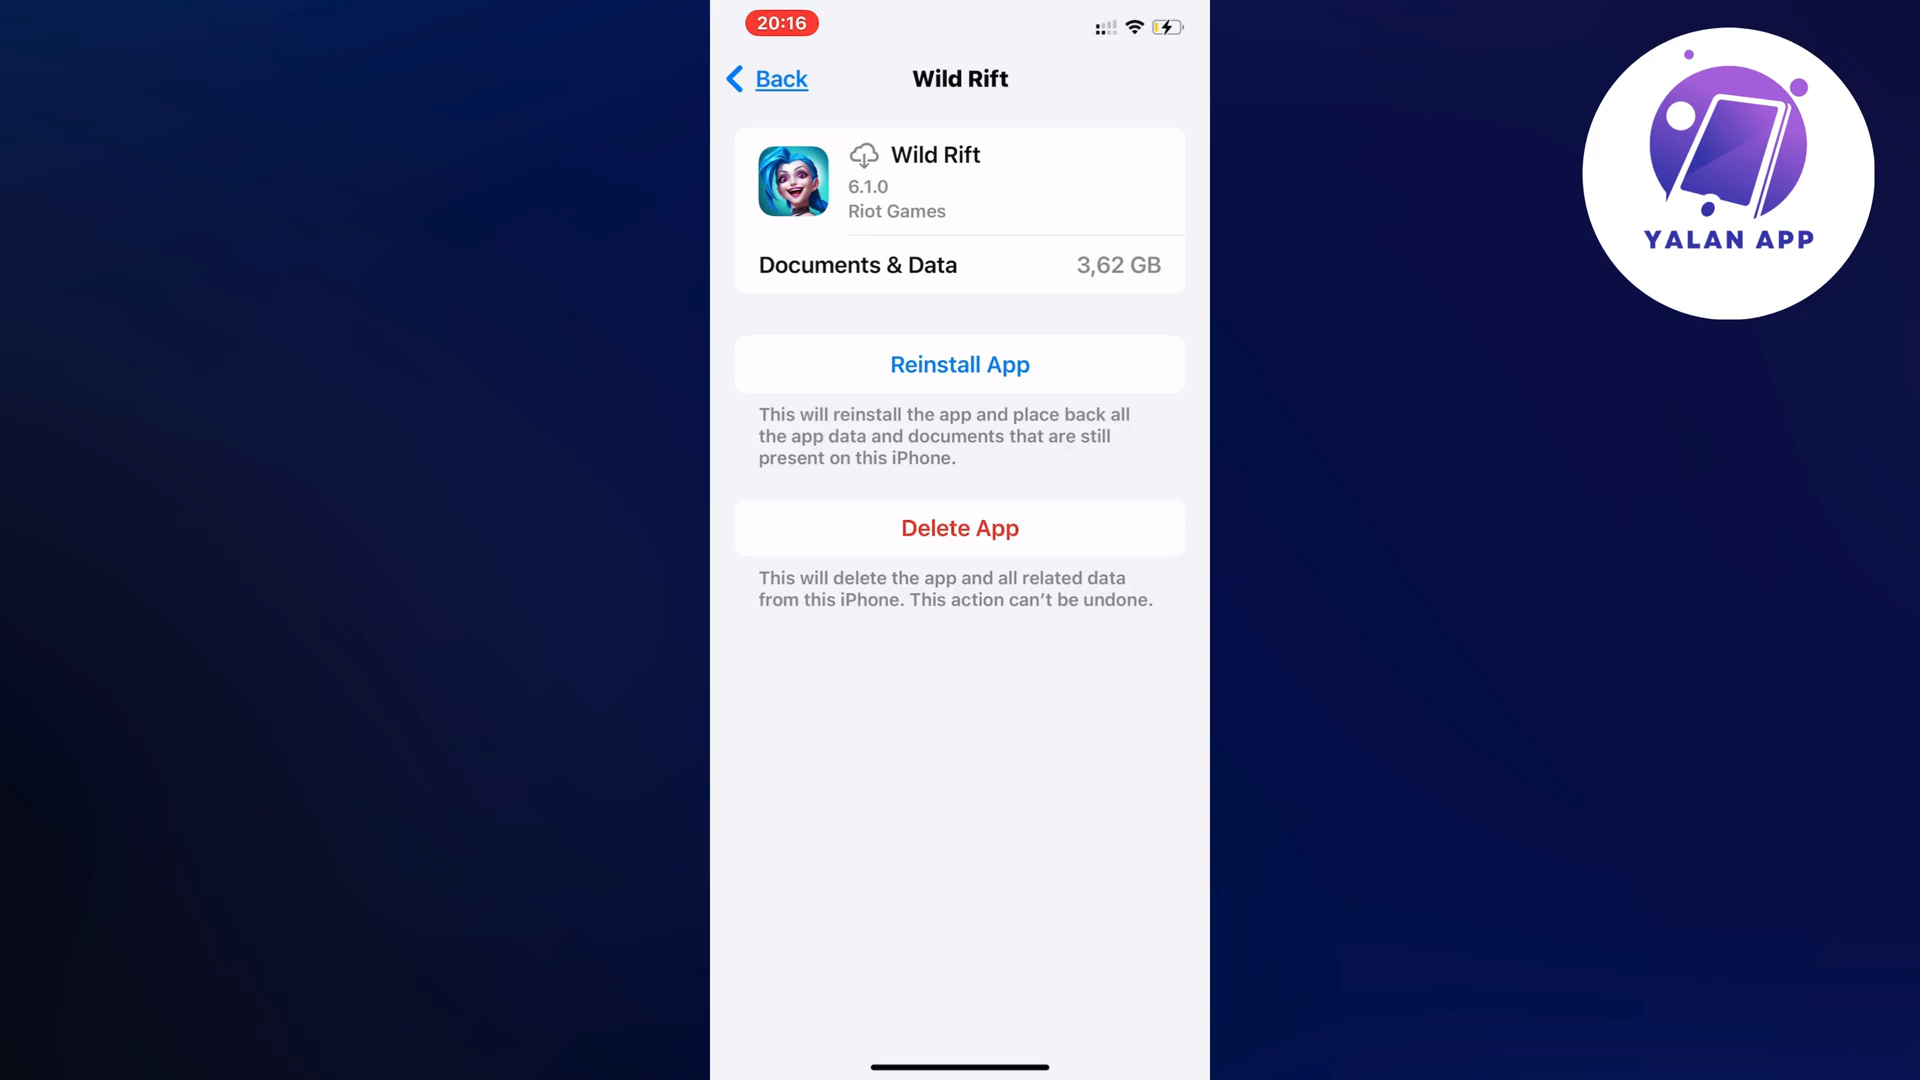 20:16
Back
Wild Rift
Wild Rift
6.1.0
Riot Games
Documents & Data 3,62 GB
Reinstall App
This will reinstall the app and place back all
the app data and documents that are still
present on this iPhone.
Delete App
This will delete the app and all related data
from this iPhone. This action can’t be undone.
YALAN APP